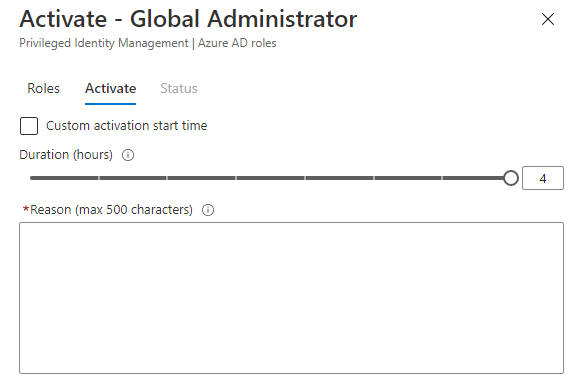 Activate - Global Administrator
Privileged Identity Management | Azure AD roles
Roles Activate Status
Custom activation start time
Duration (hours)
4
*Reason (max 500 characters)